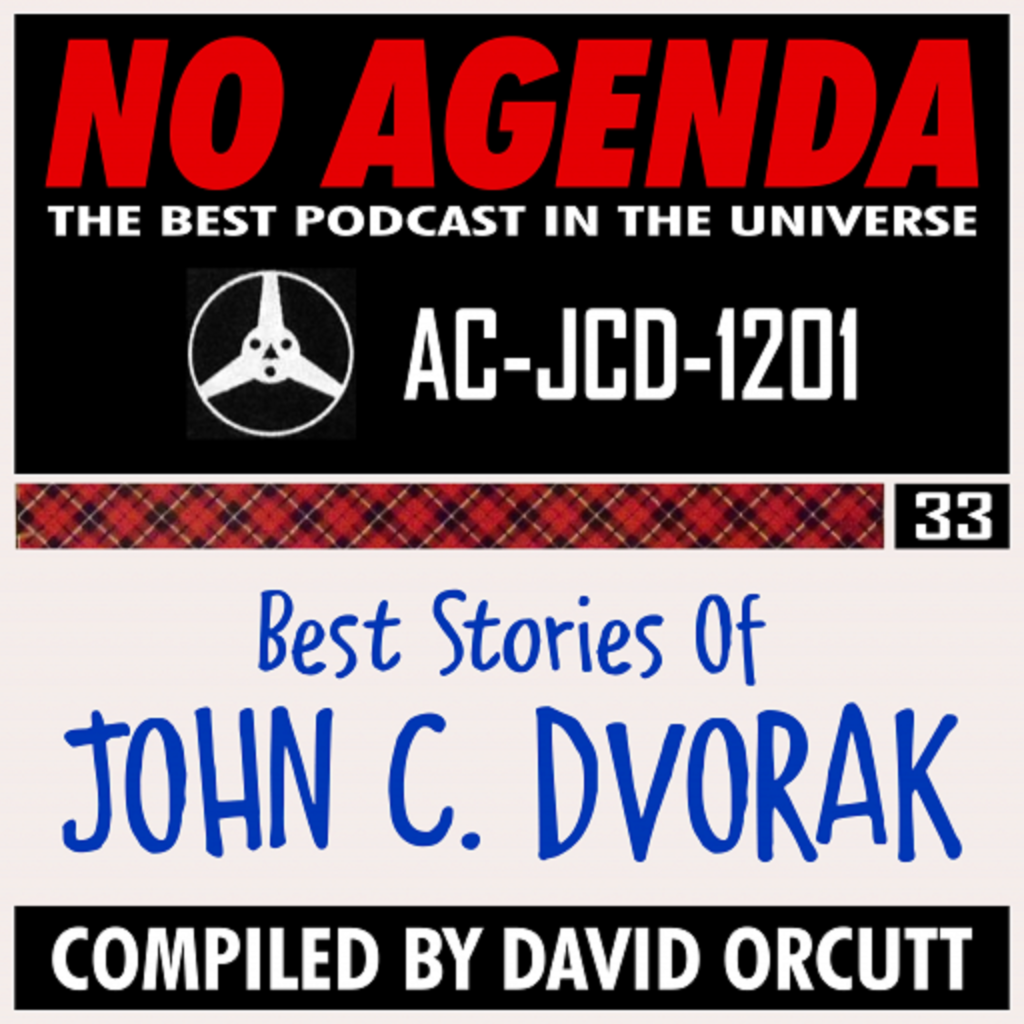 NO AGENDA
THE BEST PODCAST IN THE UNIVERSE
AC-JCD-1201
33
Best Stories Of
JOHN C. DVORAK
COMPILED BY DAVID ORCUTT